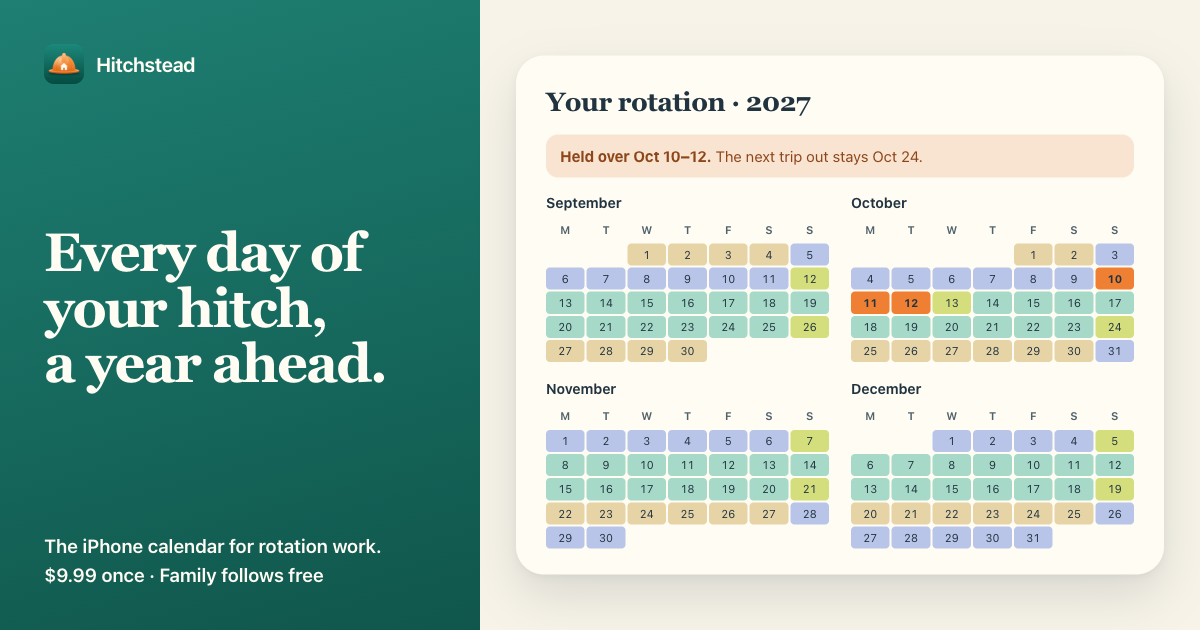 Hitchstead
Every day of
your hitch,
a year ahead.
The iPhone calendar for rotation work.
$9.99 once · Family follows free
Your rotation · 2027
Held over Oct 10–12. The next trip out stays Oct 24.
September
M T W T F S S
1 2 3 4 5
6 7 8 9 10 11 12
13 14 15 16 17 18 19
20 21 22 23 24 25 26
27 28 29 30
October
M T W T F S S
1 2 3
4 5 6 7 8 9 10
11 12 13 14 15 16 17
18 19 20 21 22 23 24
25 26 27 28 29 30 31
November
M T W T F S S
1 2 3 4 5 6 7
8 9 10 11 12 13 14
15 16 17 18 19 20 21
22 23 24 25 26 27 28
29 30
December
M T W T F S S
1 2 3 4 5
6 7 8 9 10 11 12
13 14 15 16 17 18 19
20 21 22 23 24 25 26
27 28 29 30 31